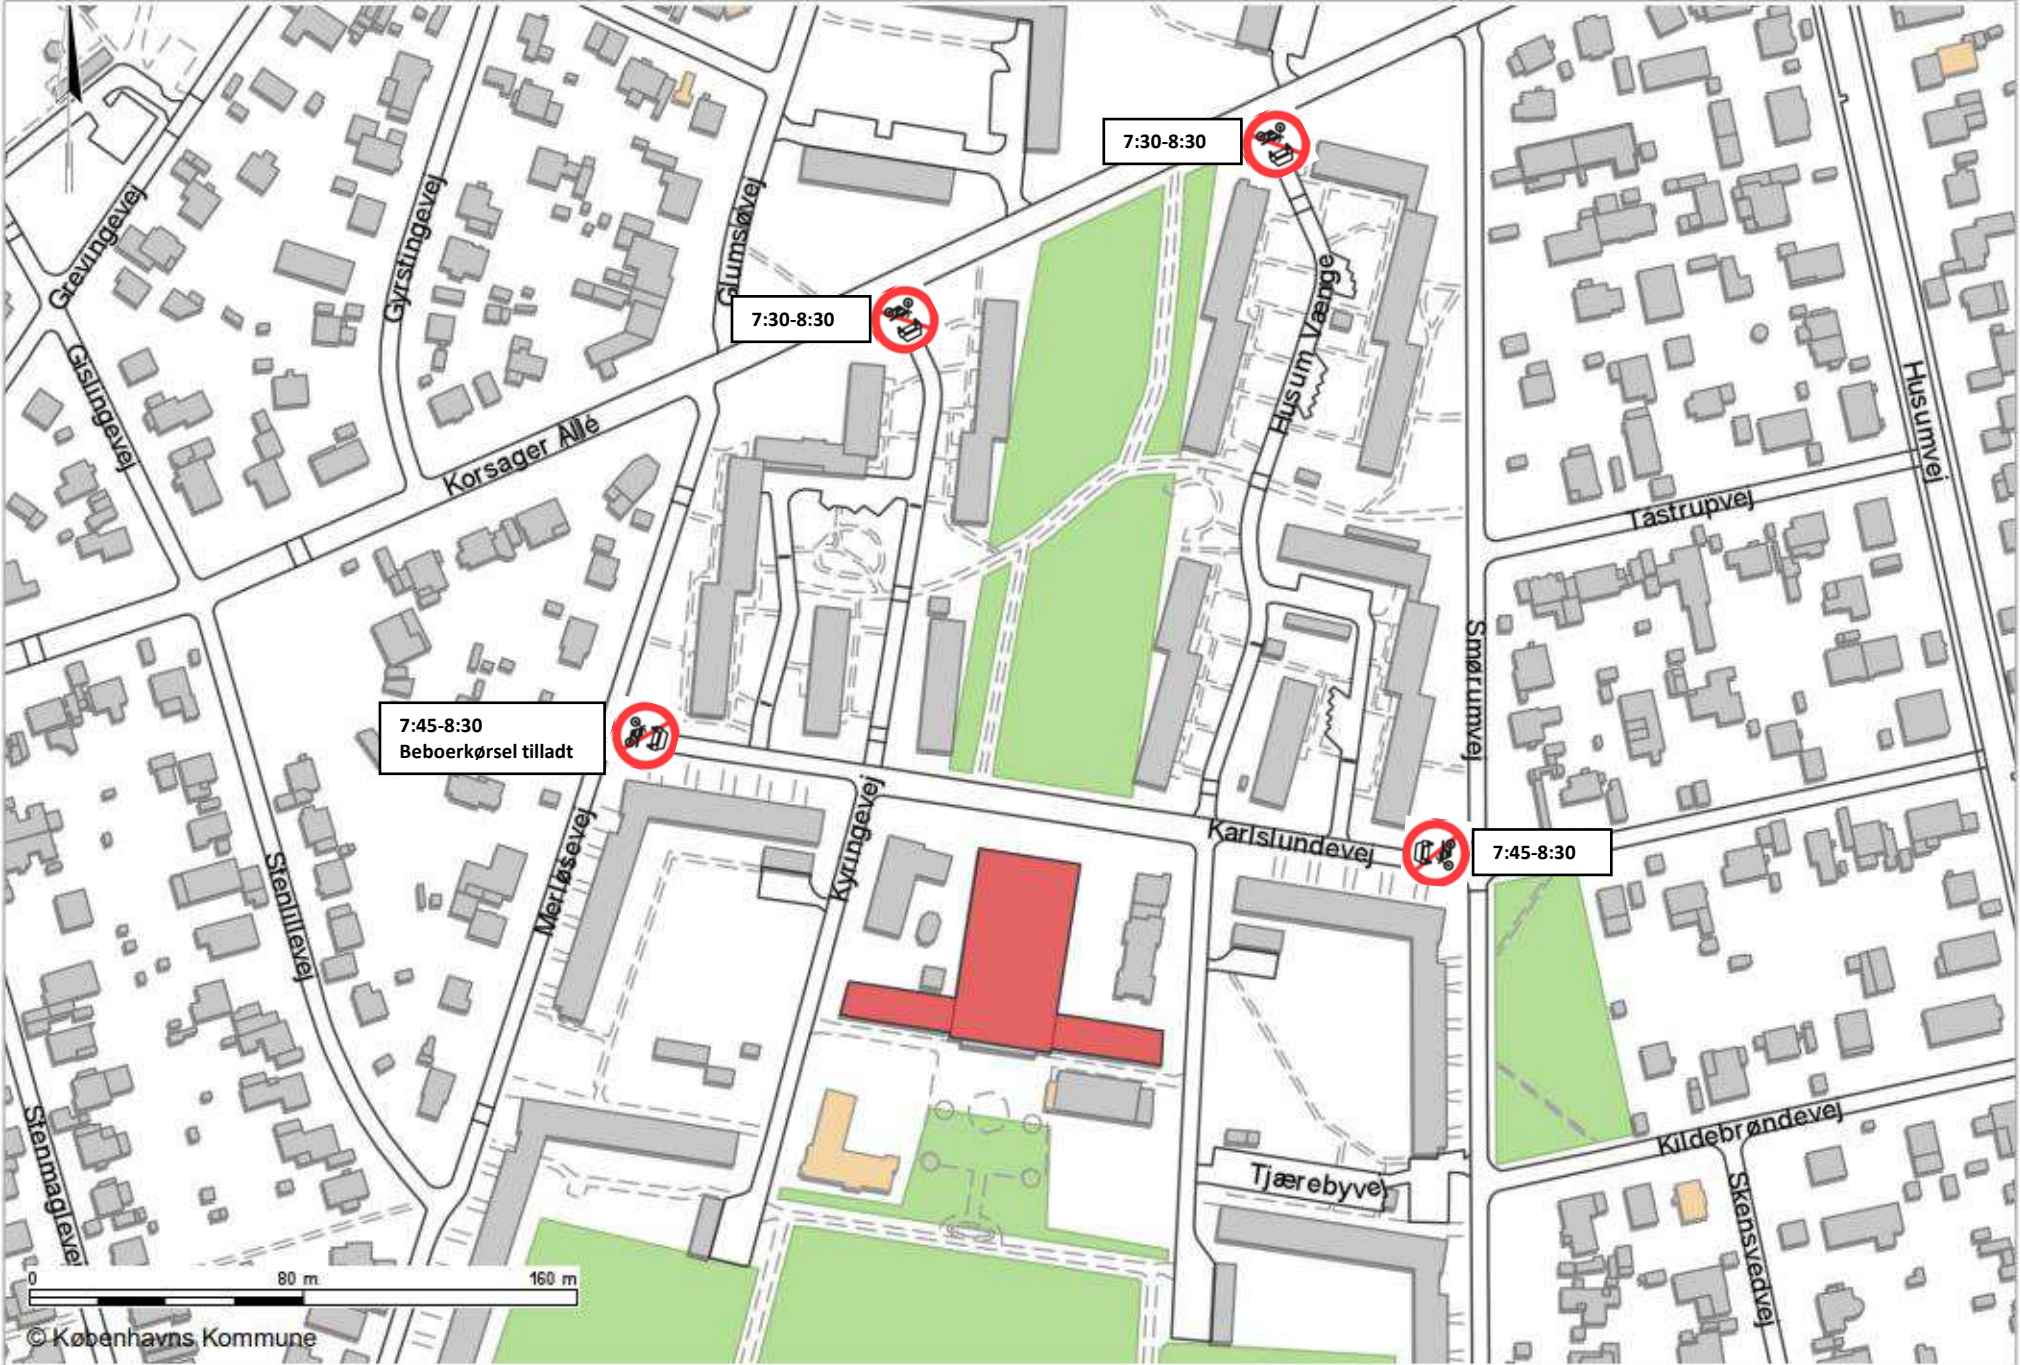 7:30-8:30
Grevingevej
Gyrstingevej
Glumsøvej
7:30-8:30
Husum Vænge
Gislingevej
Husumvej
Korsager Allé
Tåstrupvej
Smørumvej
7:45-8:30
Beboerkørsel tilladt
Kyringevej
Karlslundevej
7:45-8:30
Merløsevej
Stenlillevej
Stenmaglevej
Kildebrøndevej
Tjærebyvej
Skensvedvej
0 80 m 160 m
© Københavns Kommune